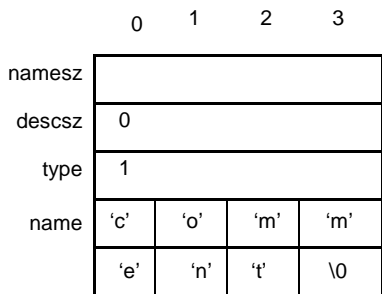 0 1 2 3
namesz
descsz 0
type 1
name ‘c’ ‘o’ ‘m’ ‘m’
‘e’ ‘n’ ‘t’ \0